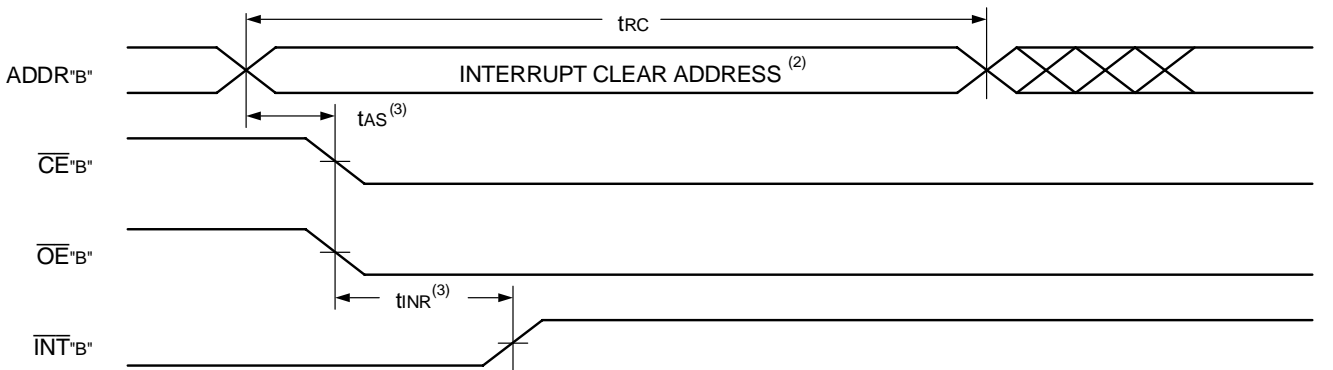 tRC
ADDR"B"
INTERRUPT CLEAR ADDRESS (2)
tAS(3)
CE"B"
OE"B"
tINR(3)
INT"B"